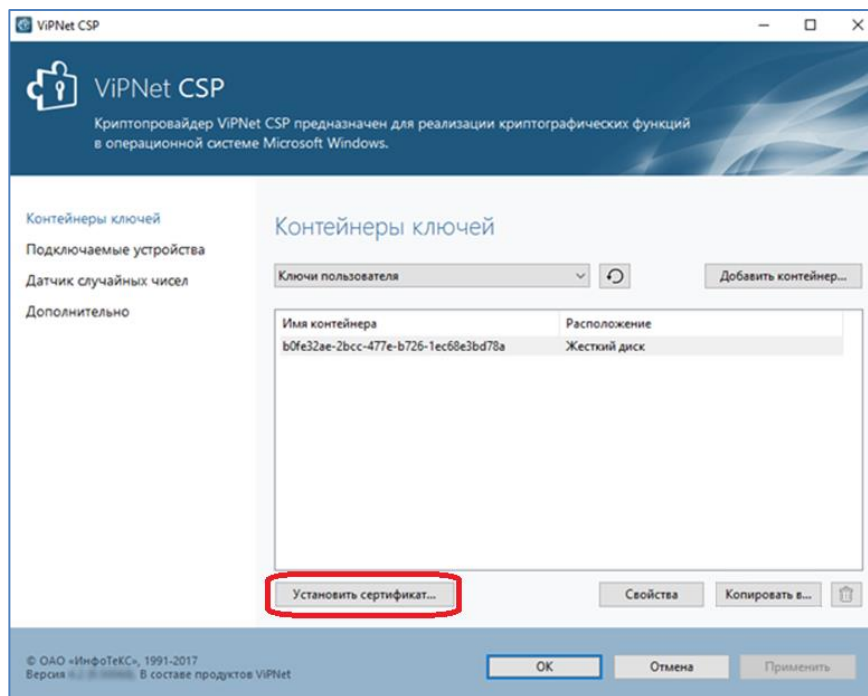 ViPNet CSP
ViPNet CSP
Криптопровайдер ViPNet CSP предназначен для реализации криптографических функций
в операционной системе Microsoft Windows.
Контейнеры ключей
Подключаемые устройства
Датчик случайных чисел
Дополнительно
Контейнеры ключей
Ключи пользователя
Добавить контейнер...
Имя контейнера Расположение
b0fe32ae-2bcc-477e-b726-1ec68e3bd78a Жесткий диск
Установить сертификат...
Свойства
Копировать в...
© ОАО «ИнфоТеКС», 1991-2017
Версия В составе продуктов ViPNet
OK
Отмена
Применить